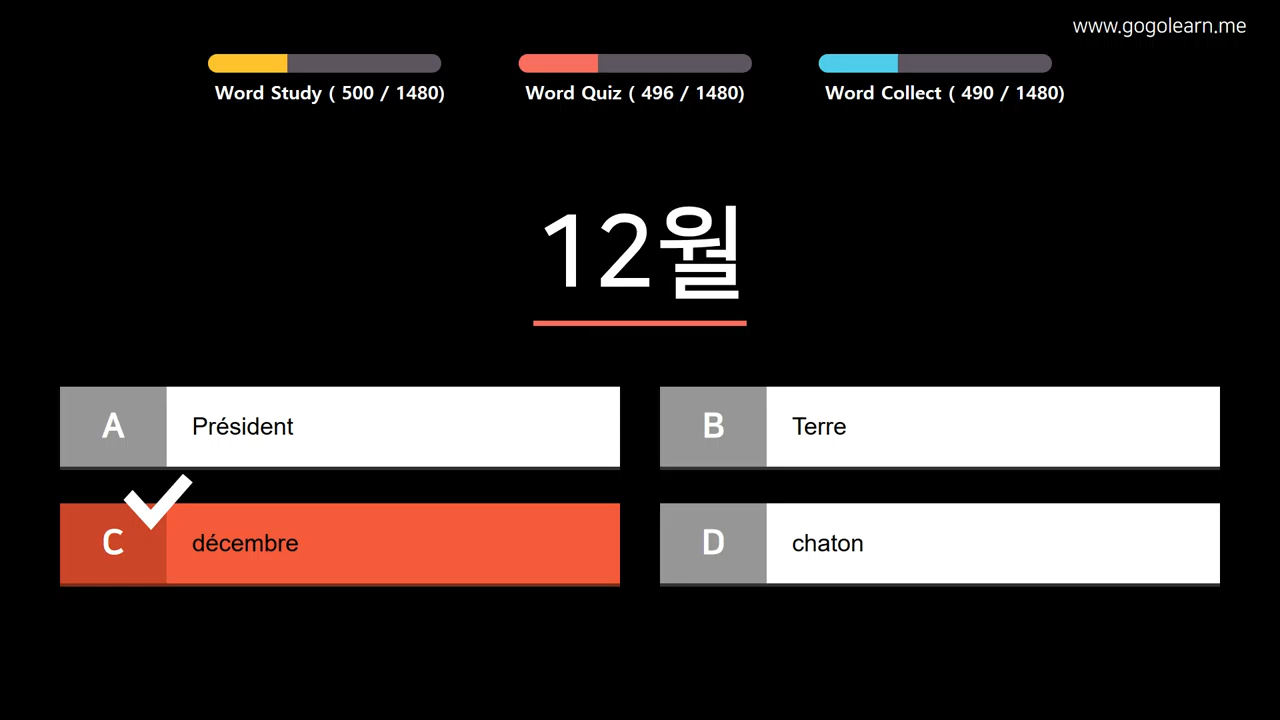 www.gogolearn.me
Word Study ( 500 / 1480)
Word Quiz ( 496 / 1480)
Word Collect ( 490 / 1480)
12월
A Président
B Terre
C décembre
D chaton